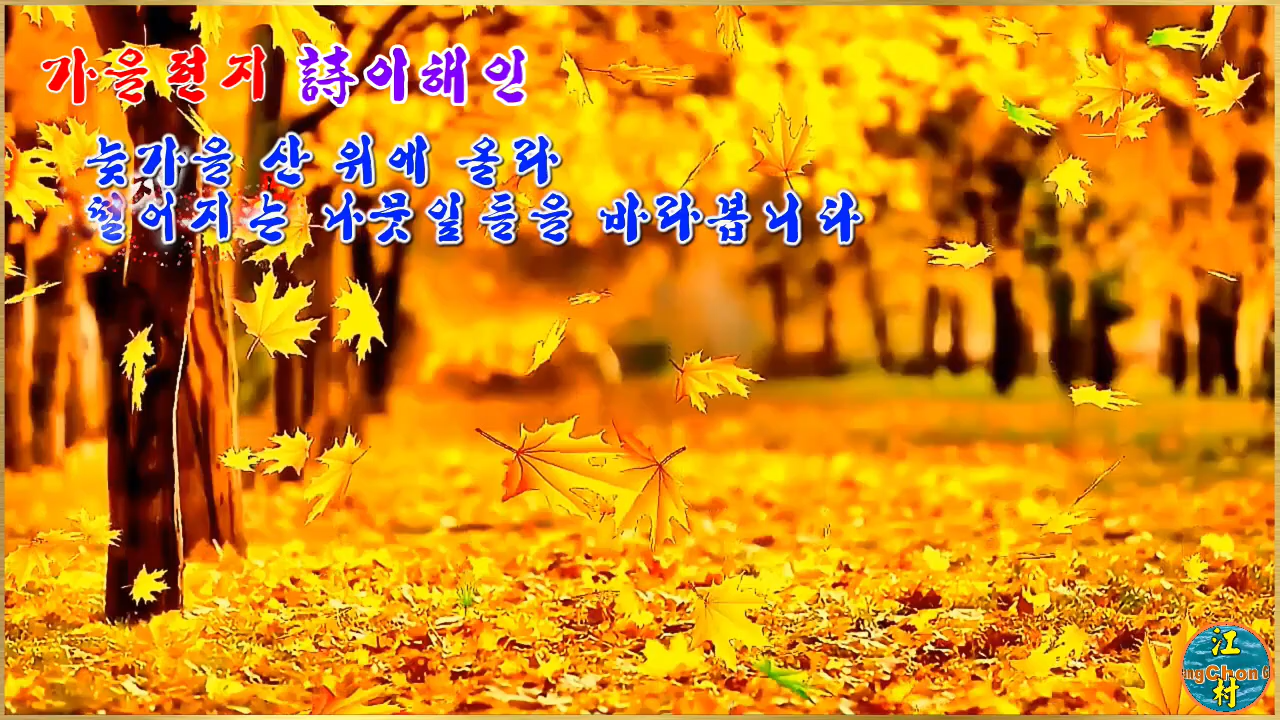 가을편지 詩이해인
늦가을 산 위에 올라
떨어지는 나뭇잎들을 바라봅니다
江
ngChon G
村